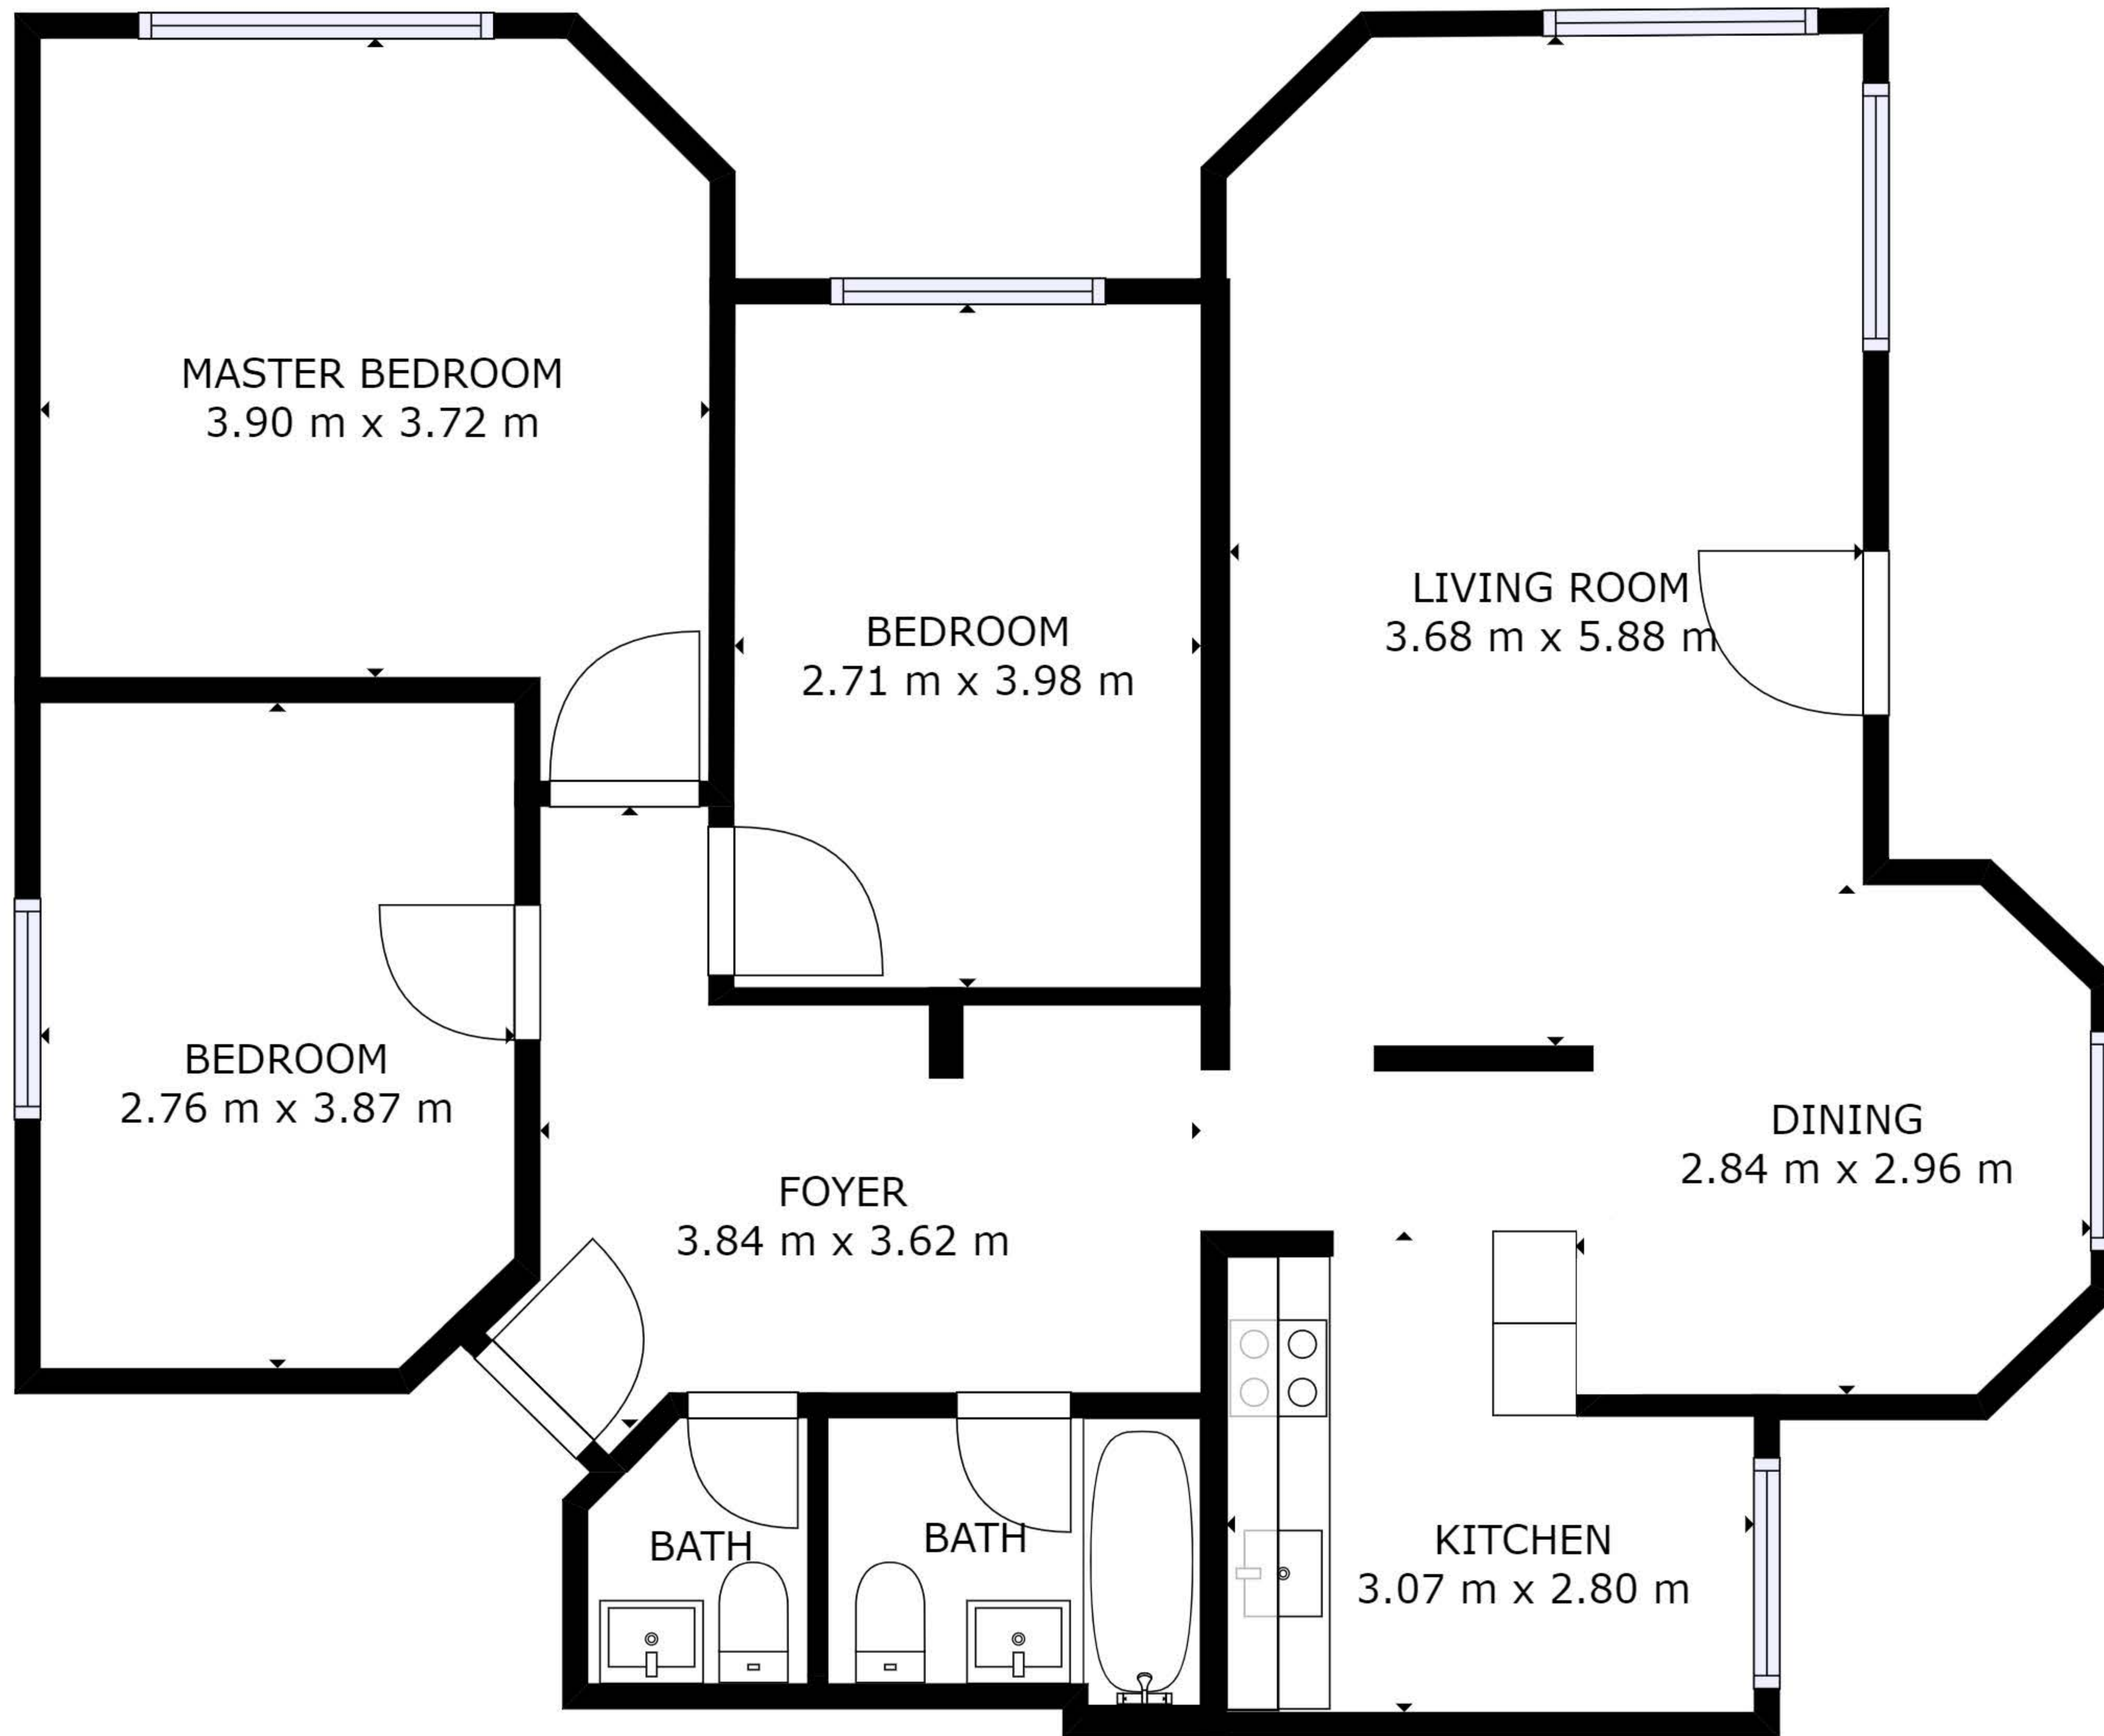 MASTER BEDROOM
3.90 m x 3.72 m
BEDROOM
2.71 m x 3.98 m
LIVING ROOM
3.68 m x 5.88 m
BEDROOM
2.76 m x 3.87 m
DINING
2.84 m x 2.96 m
FOYER
3.84 m x 3.62 m
BATH
BATH
KITCHEN
3.07 m x 2.80 m